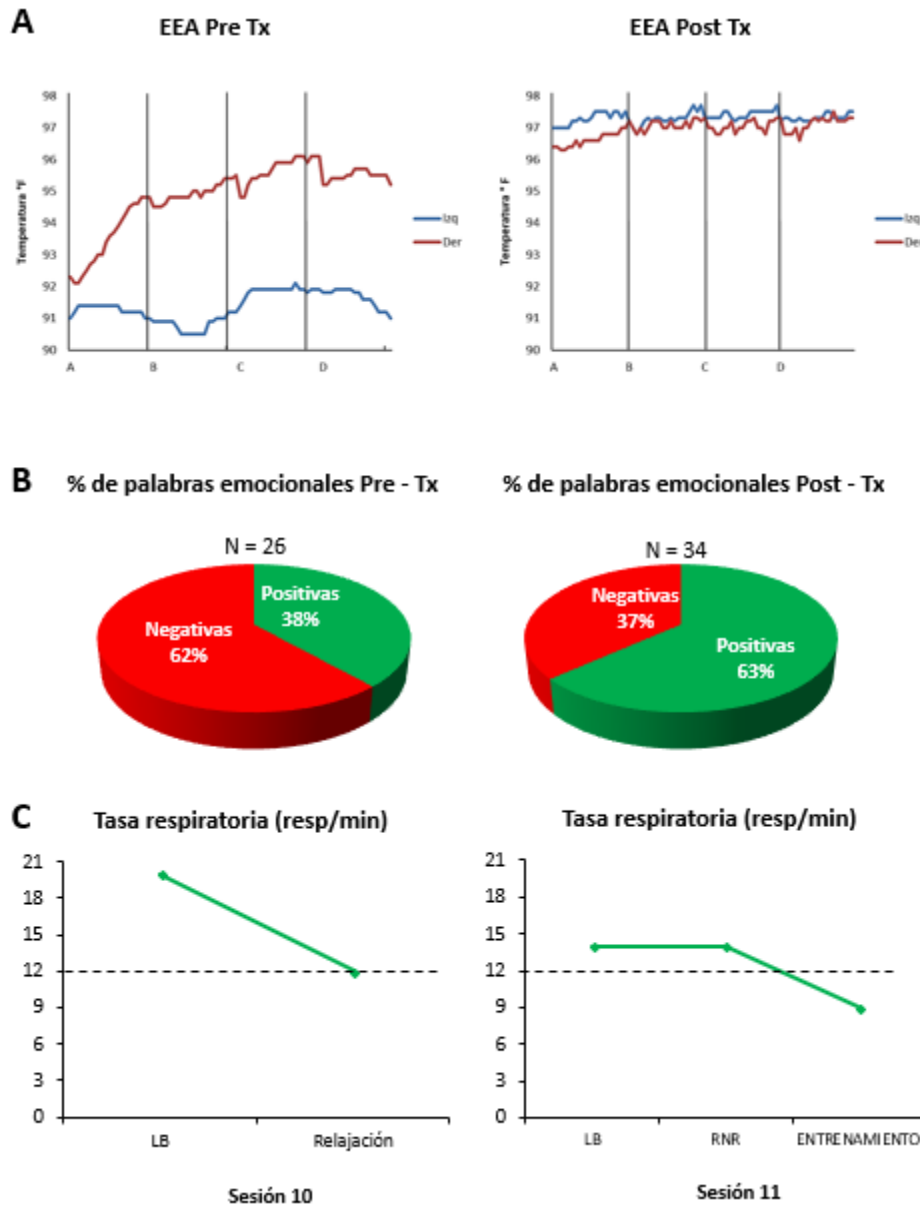 A
EEA Pre Tx
EEA Post Tx
Temperatura °F
98
97
96
95
94
93
92
91
90
A B C D
Izq
Der
Temperatura ° F
98
97
96
95
94
93
92
91
90
A B C D
Izq
Der
B
% de palabras emocionales Pre - Tx
% de palabras emocionales Post - Tx
N = 26
Positivas
38%
Negativas
62%
N = 34
Negativas
37%
Positivas
63%
C
Tasa respiratoria (resp/min)
Tasa respiratoria (resp/min)
21
18
15
12
9
6
3
0
LB Relajación
Sesión 10
21
18
15
12
9
6
3
0
LB RNR ENTRENAMIENTO
Sesión 11